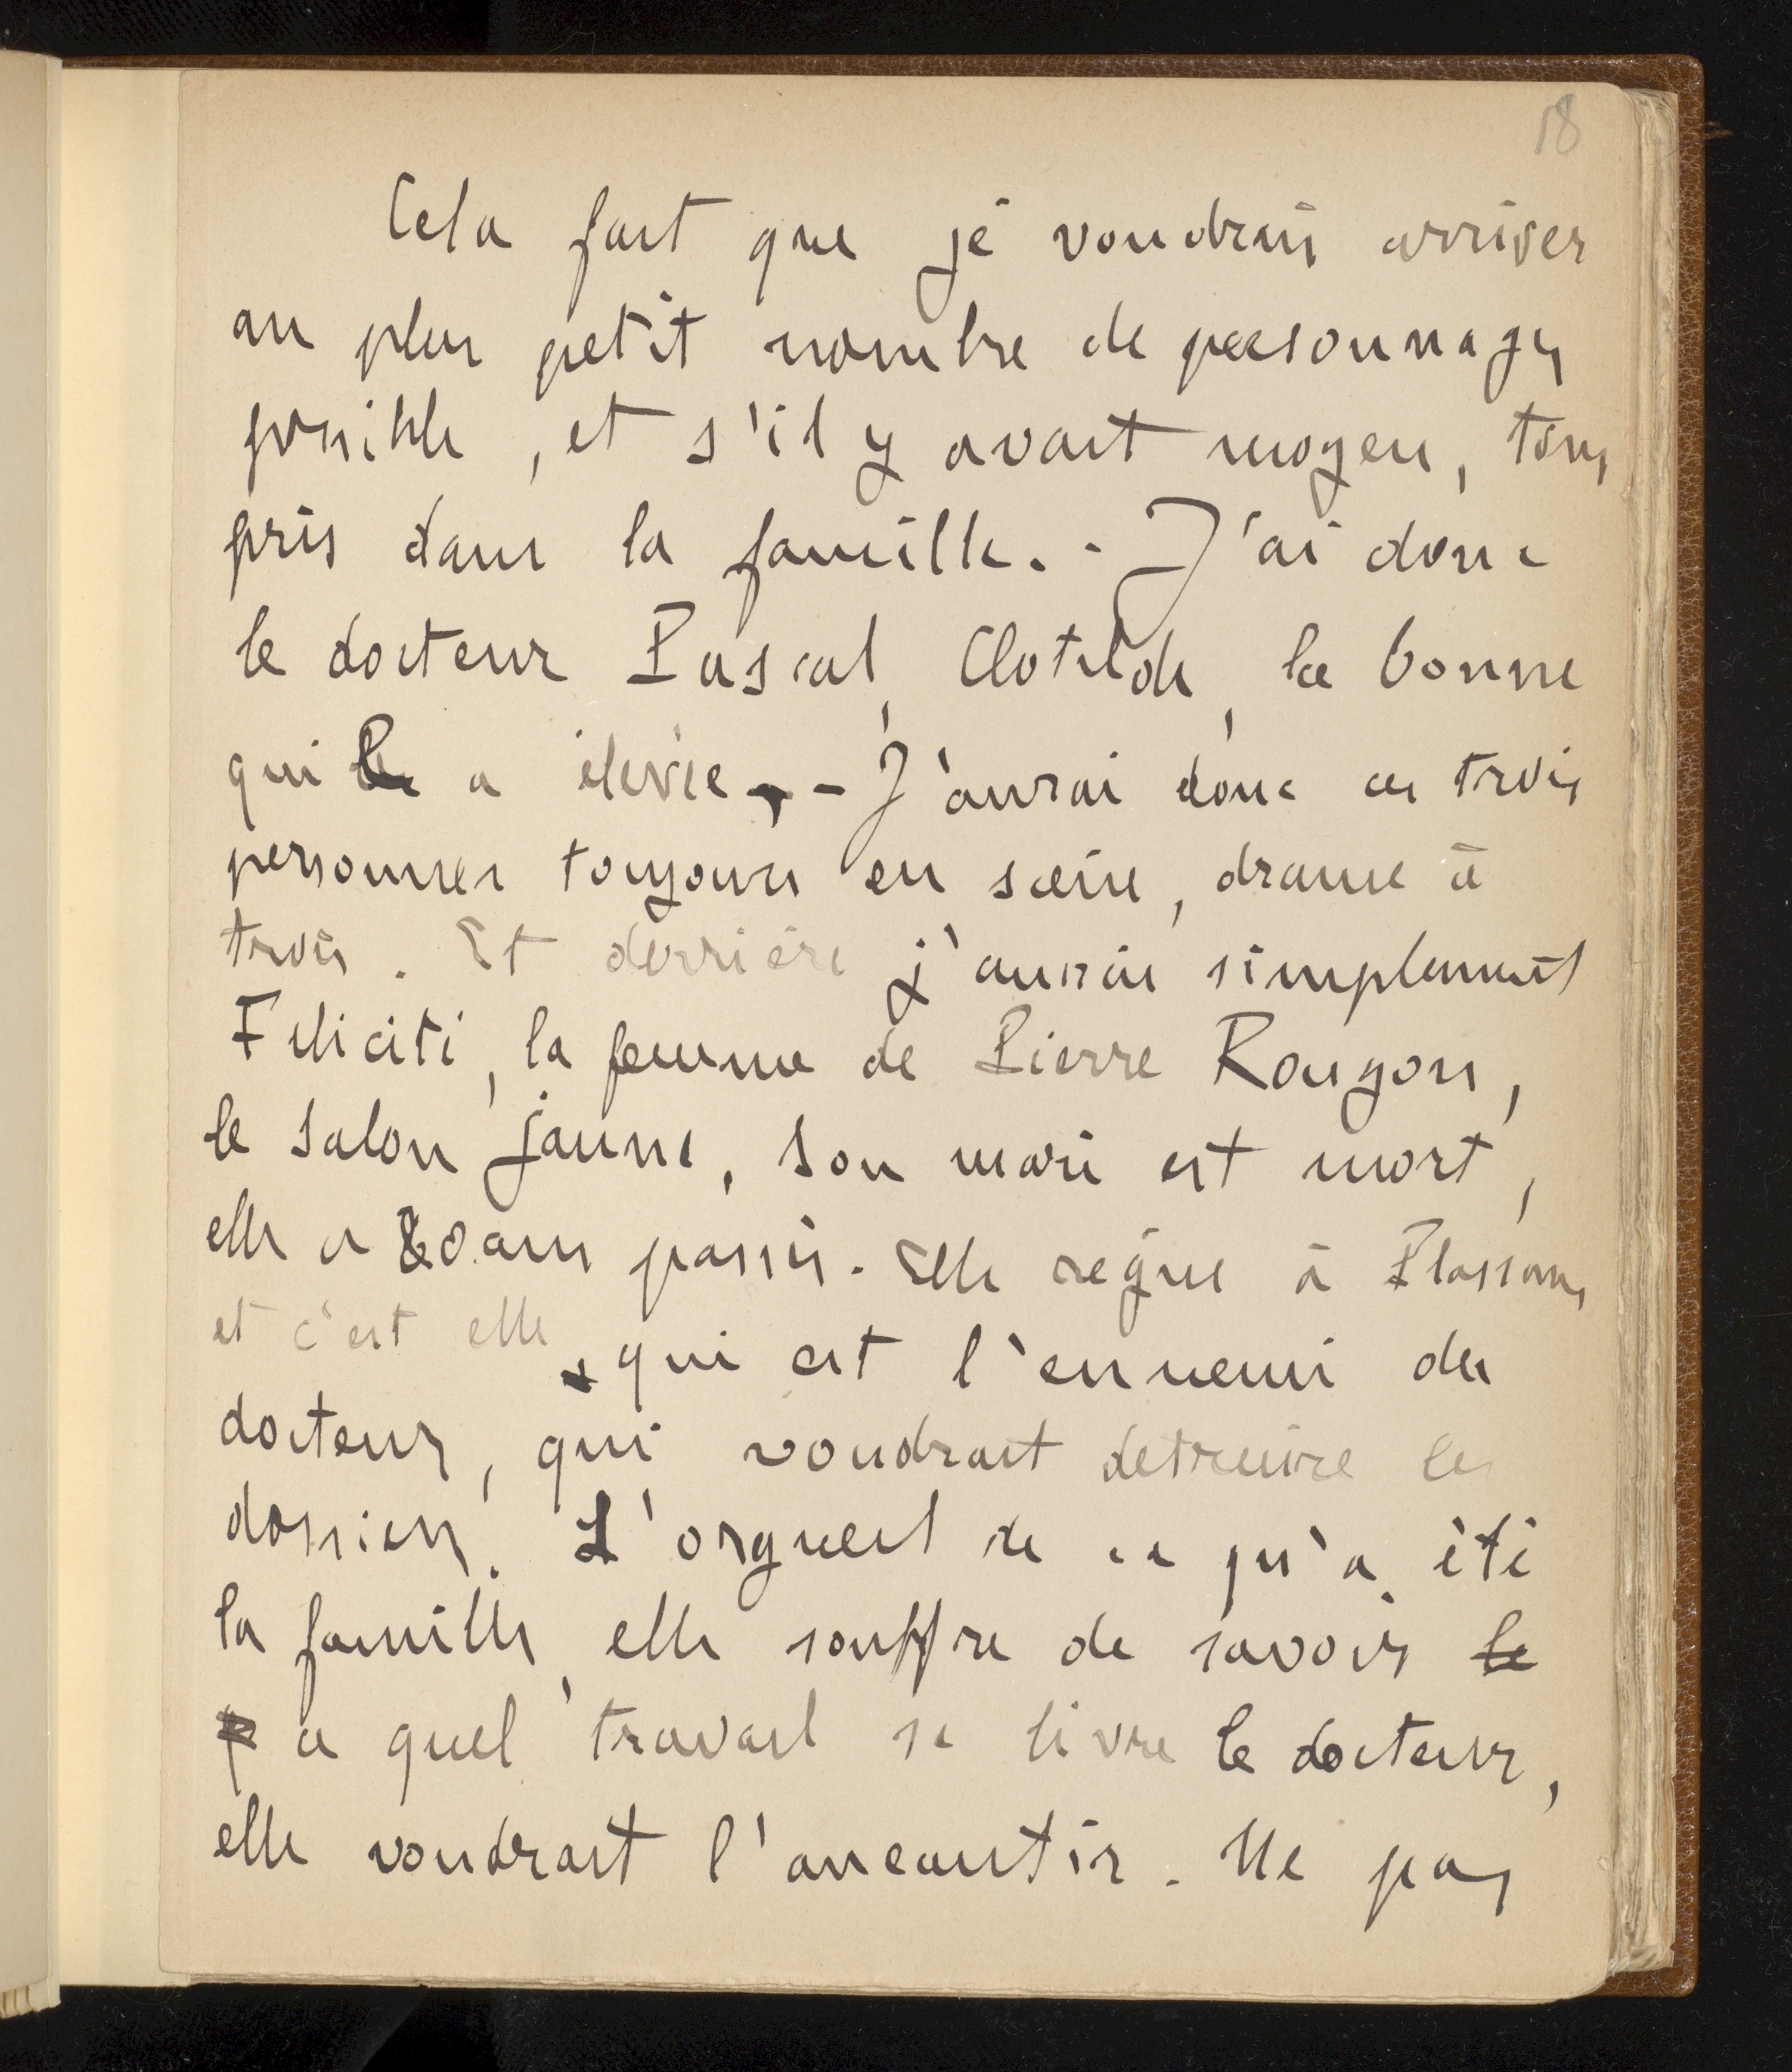 18
Cela fait que je voudrais arriver
au plus petit nombre de personnages
possible, et s'il y avait moyen, tous
pris dans la famille. - J'ai donc
le docteur Pascal, Clotilde, la bonne
qui le a élevée, - J'aurai donc ces trois
personnes toujours en scène, drame à
trois. Et derrière j'aurais simplement
Félicité, la femme de Pierre Rougon,
le salon jaune, son mari est mort,
elle a 80 ans passés. Elle règne à Plassans
et c'est elle qui est l'ennemi du
docteur, qui voudrait détruire les
dossiers. L'orgueil de ce qu'a été
la famille, elle souffre de savoir le
a quel travail se livre le docteur,
elle voudrait l'anéantir. Ne pas